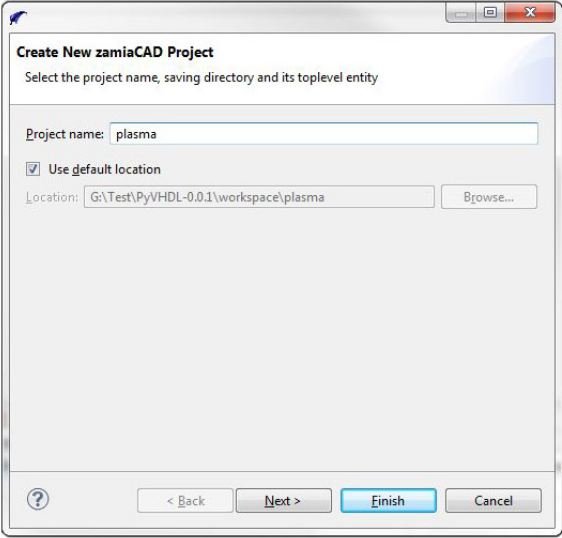 Create New zamiaCAD Project
Select the project name, saving directory and its toplevel entity
Project name: plasma
Use default location
Location: G:\Test\PyVHDL-0.0.1\workspace\plasma Browse...
? < Back Next > Finish Cancel